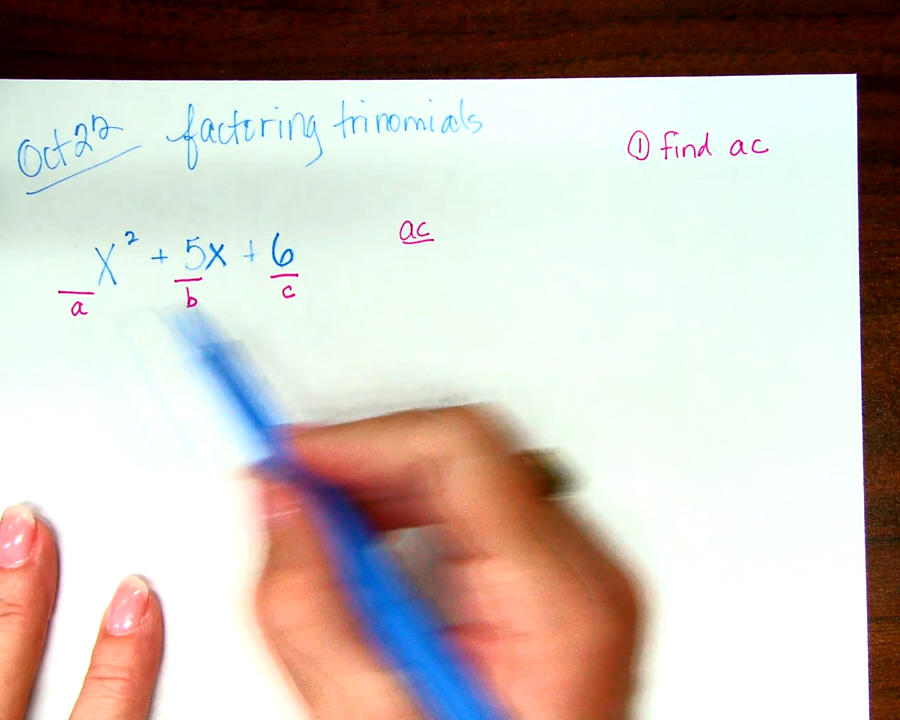 Oct 22 factoring trinomials
① find ac
ac
x² + 5x + 6
a b c